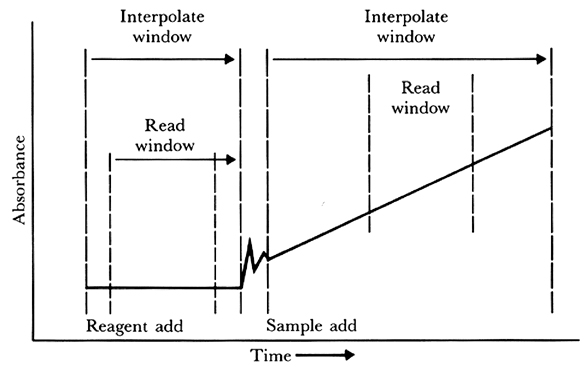 Interpolate
window
Interpolate
window
Read
window
Read
window
Absorbance
Reagent add
Sample add
Time